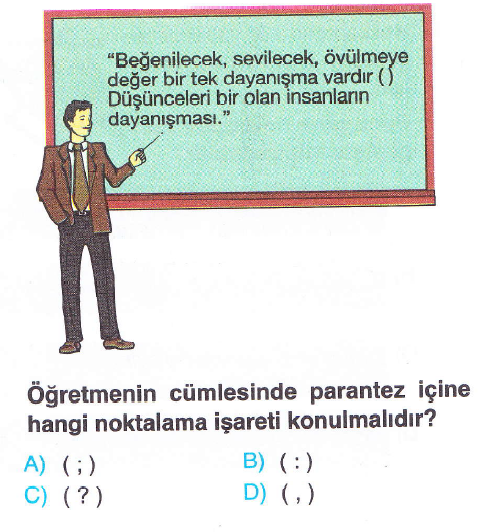 “Beğenilecek, sevilecek, övülmeye
değer bir tek dayanışma vardır ( )
Düşünceleri bir olan insanların
dayanışması.”
Öğretmenin cümlesinde parantez içine
hangi noktalama işareti konulmalıdır?
A) ( ; ) B) ( : )
C) ( ? ) D) ( , )